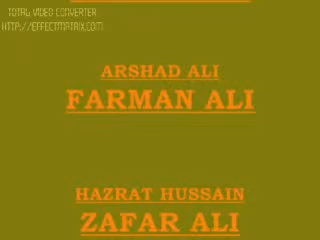 TOTAL VIDEO CONVERTER
HTTP://EFFECTMATRIX.COM
ARSHAD ALI
FARMAN ALI
HAZRAT HUSSAIN
ZAFAR ALI